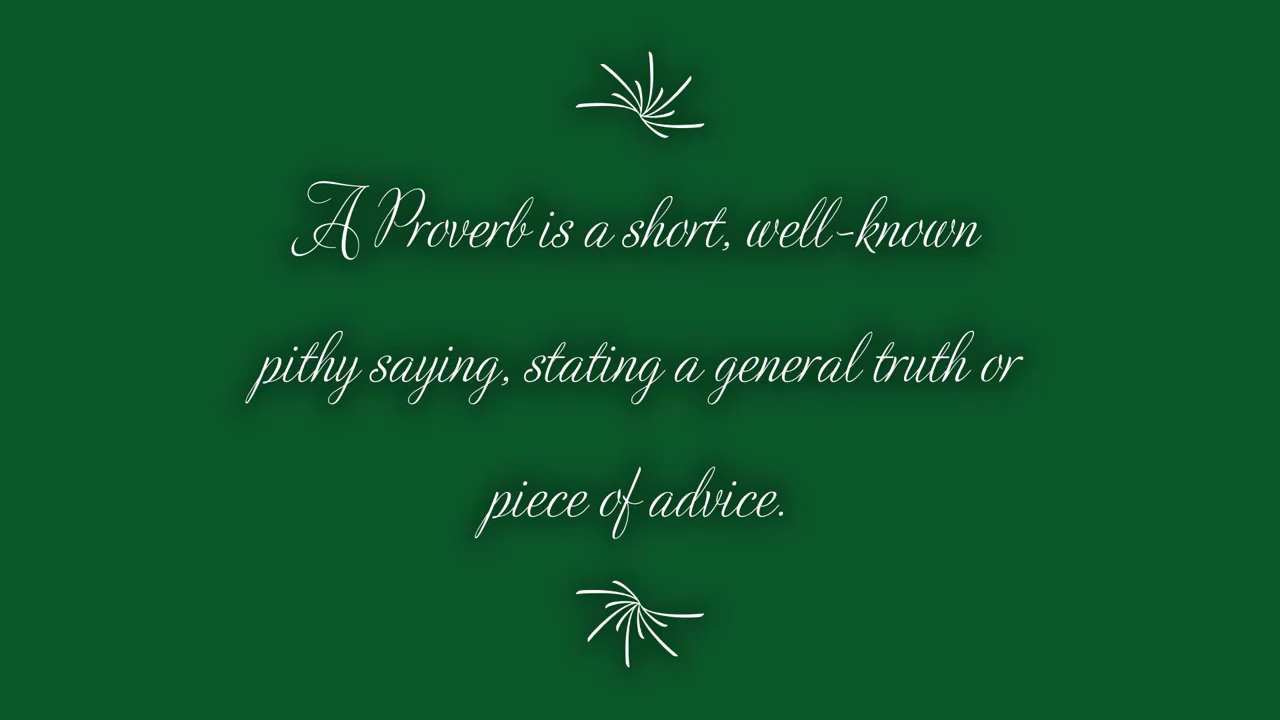 A Proverb is a short, well-known
pithy saying, stating a general truth or
piece of advice.